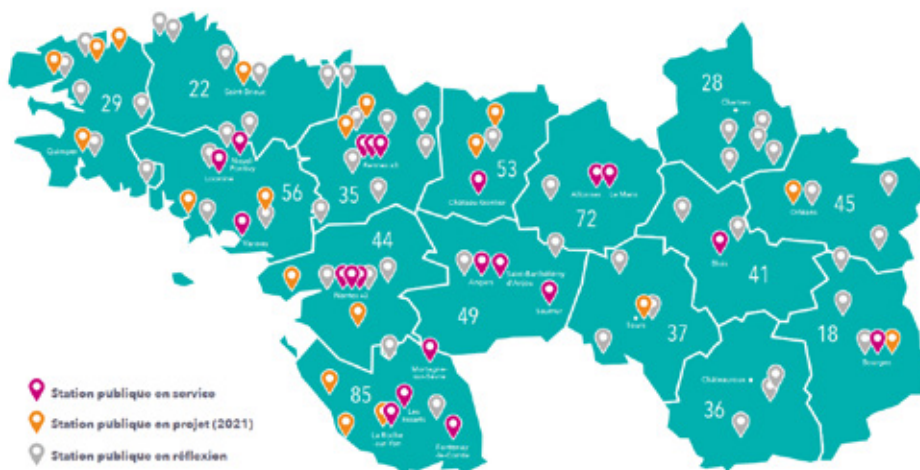 28
Chartres
22
Saint-Brieuc
29
Quimper
Noyal
Pontivy
Locminé
56
Vannes
Rennes x3
35
53
Château-Gontier
Allonnes
Le Mans
72
Orléans
45
44
Nantes x3
Angers
Saint-Barthélemy
d'Anjou
Saumur
49
Blois
41
Tours
37
18
Bourges
Châteauroux
36
Mortagne-
sur-Sèvre
85
Les
Essarts
La Roche
sur-Yon
Fontenay
-le-Comte
Station publique en service
Station publique en projet (2021)
Station publique en réflexion